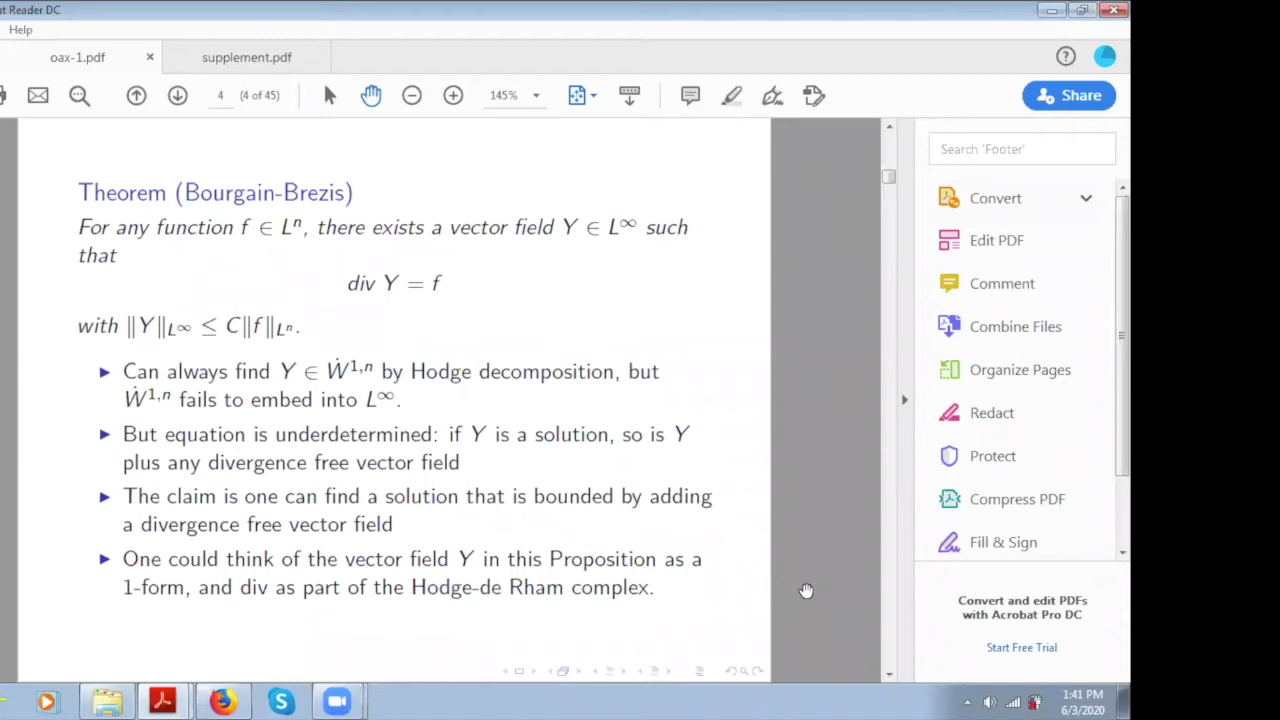 t Reader DC
Help
oax-1.pdf
supplement.pdf
4 (4 of 45)
145%
Share
Theorem (Bourgain-Brezis)
For any function f ∈ Lⁿ, there exists a vector field Y ∈ L^∞ such
that
div Y = f
with ‖Y‖_{L^∞} ≤ C‖f‖_{Lⁿ}.
▶ Can always find Y ∈ Ẇ^{1,n} by Hodge decomposition, but
Ẇ^{1,n} fails to embed into L^∞.
▶ But equation is underdetermined: if Y is a solution, so is Y
plus any divergence free vector field
▶ The claim is one can find a solution that is bounded by adding
a divergence free vector field
▶ One could think of the vector field Y in this Proposition as a
1-form, and div as part of the Hodge-de Rham complex.
Search 'Footer'
Convert
Edit PDF
Comment
Combine Files
Organize Pages
Redact
Protect
Compress PDF
Fill & Sign
Convert and edit PDFs
with Acrobat Pro DC
Start Free Trial
1:41 PM
6/3/2020